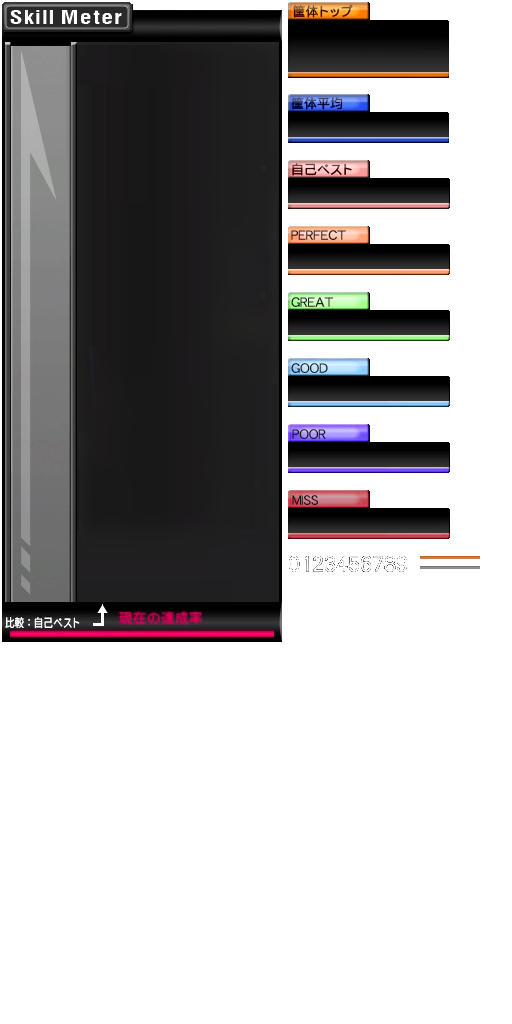 Skill Meter
比較：自己ベスト
現在の達成率
筐体トップ
筐体平均
自己ベスト
PERFECT
GREAT
GOOD
POOR
MISS
0123456789